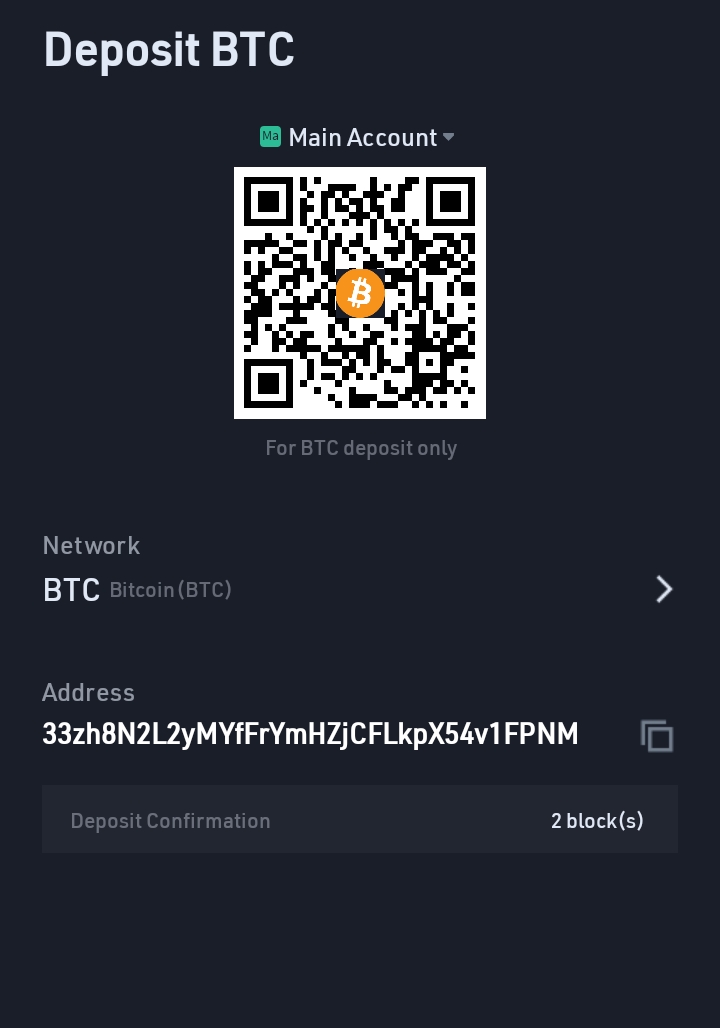 Deposit BTC
Ma Main Account
For BTC deposit only
Network
BTC Bitcoin (BTC)
Address
33zh8N2L2yMYfFrYmHZjCFLkpX54v1FPNM
Deposit Confirmation 2 block(s)